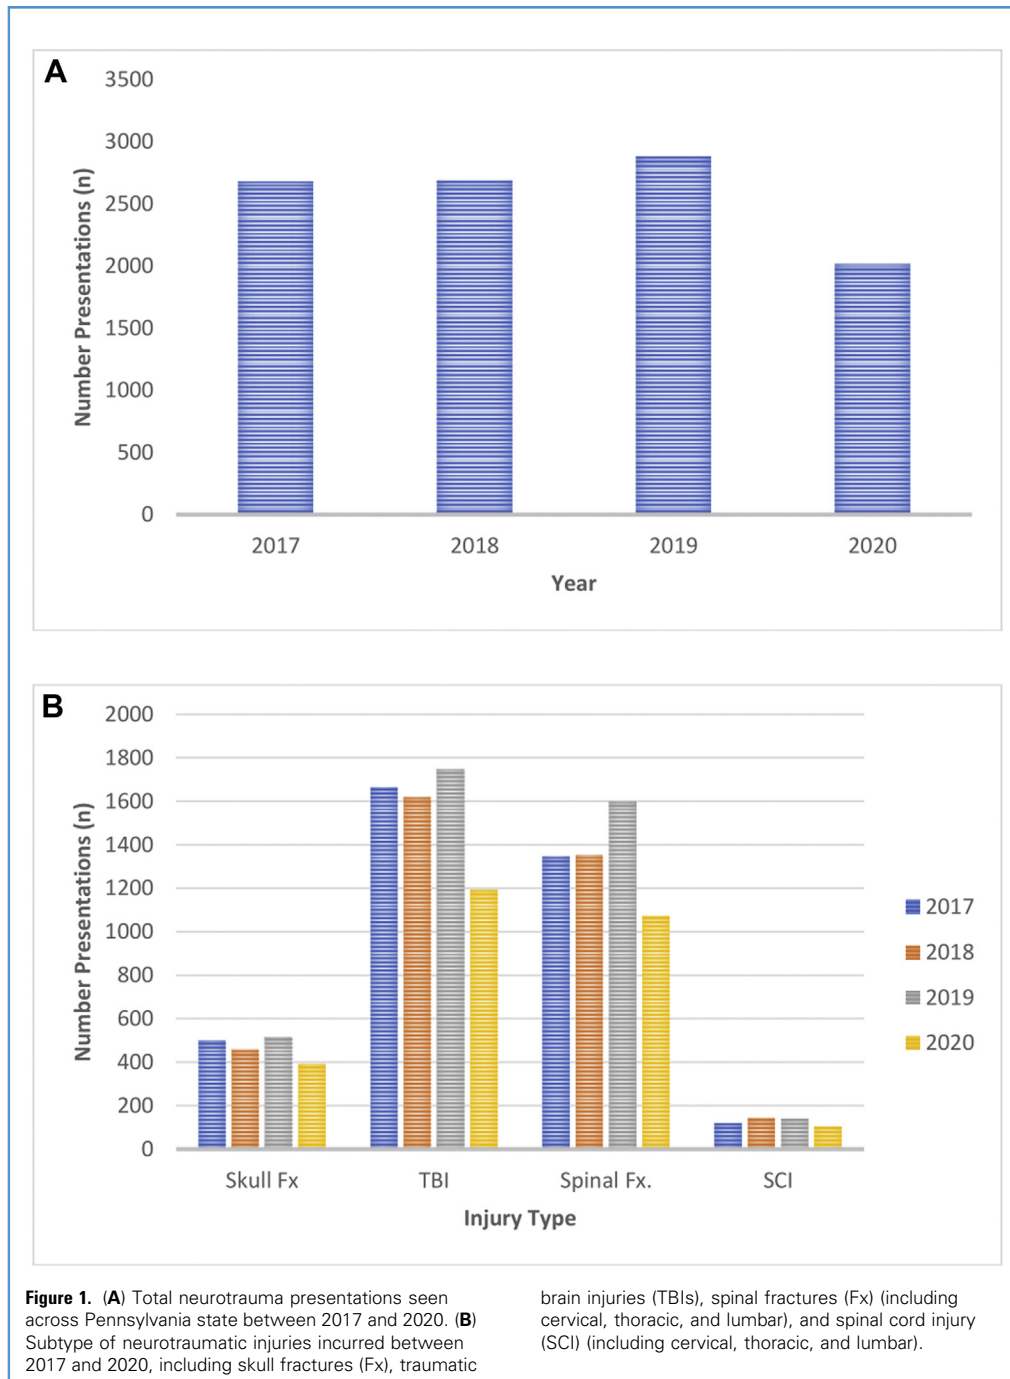 A
3500
3000
2500
2000
1500
1000
500
0
Number Presentations (n)
2017 2018 2019 2020
Year
B
2000
1800
1600
1400
1200
1000
800
600
400
200
0
Number Presentations (n)
Skull Fx TBI Spinal Fx. SCI
Injury Type
2017
2018
2019
2020
Figure 1. (A) Total neurotrauma presentations seen
across Pennsylvania state between 2017 and 2020. (B)
Subtype of neurotraumatic injuries incurred between
2017 and 2020, including skull fractures (Fx), traumatic
brain injuries (TBIs), spinal fractures (Fx) (including
cervical, thoracic, and lumbar), and spinal cord injury
(SCI) (including cervical, thoracic, and lumbar).